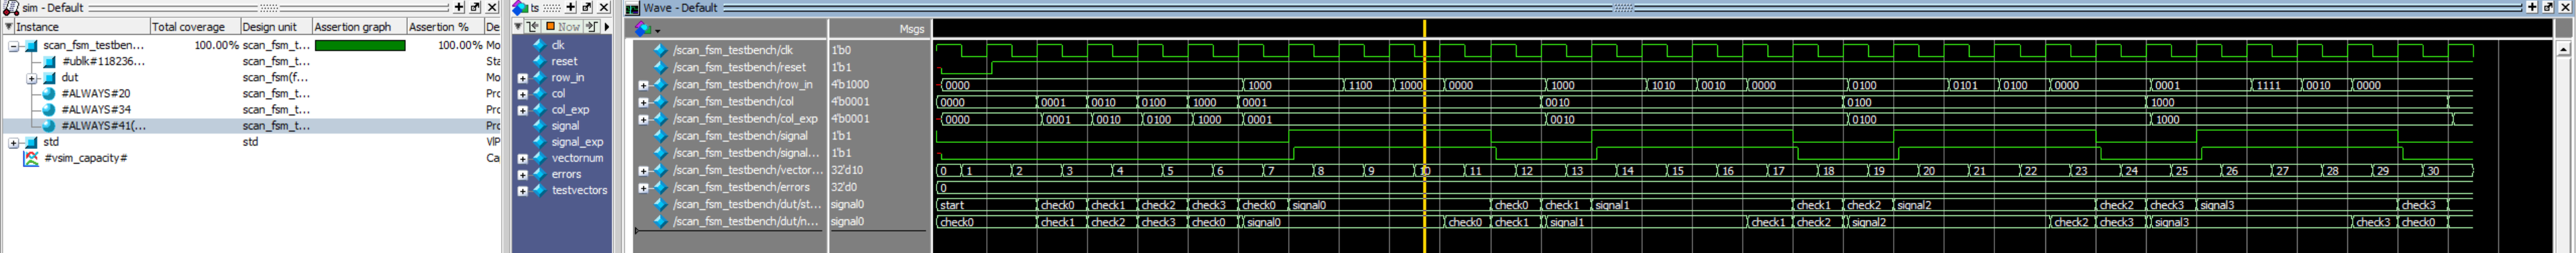 sim - Default
Instance Total coverage Design unit Assertion graph Assertion % De
scan_fsm_testben... 100.00% scan_fsm_t... 100.00% Mo
#ublk#118236... scan_fsm_t... Sta
dut scan_fsm(f... Mo
#ALWAYS#20 scan_fsm_t... Prc
#ALWAYS#34 scan_fsm_t... Prc
#ALWAYS#41(... scan_fsm_t... Prc
std std VIP
#vsim_capacity# Ca
ts
Now
clk
reset
row_in
col
col_exp
signal
signal_exp
vectornum
errors
testvectors
Wave - Default
Msgs
/scan_fsm_testbench/clk 1'b0
/scan_fsm_testbench/reset 1'b1
/scan_fsm_testbench/row_in 4'b1000 0000 1000 1100 1000 0000 1000 1010 0010 0000 0100 0101 0100 0000 0001 1111 0010 0000
/scan_fsm_testbench/col 4'b0001 0000 0001 0010 0100 1000 0001 0010 0100 1000
/scan_fsm_testbench/col_exp 4'b0001 0000 0001 0010 0100 1000 0001 0010 0100 1000
/scan_fsm_testbench/signal 1'b1
/scan_fsm_testbench/signal... 1'b1
/scan_fsm_testbench/vector... 32'd10 0 1 2 3 4 5 6 7 8 9 10 11 12 13 14 15 16 17 18 19 20 21 22 23 24 25 26 27 28 29 30
/scan_fsm_testbench/errors 32'd0 0
/scan_fsm_testbench/dut/st... signal0 start check0 check1 check2 check3 check0 signal0 check0 check1 signal1 check1 check2 signal2 check2 check3 signal3 check3
/scan_fsm_testbench/dut/n... signal0 check0 check1 check2 check3 check0 signal0 check0 check1 signal1 check1 check2 signal2 check2 check3 signal3 check3 check0